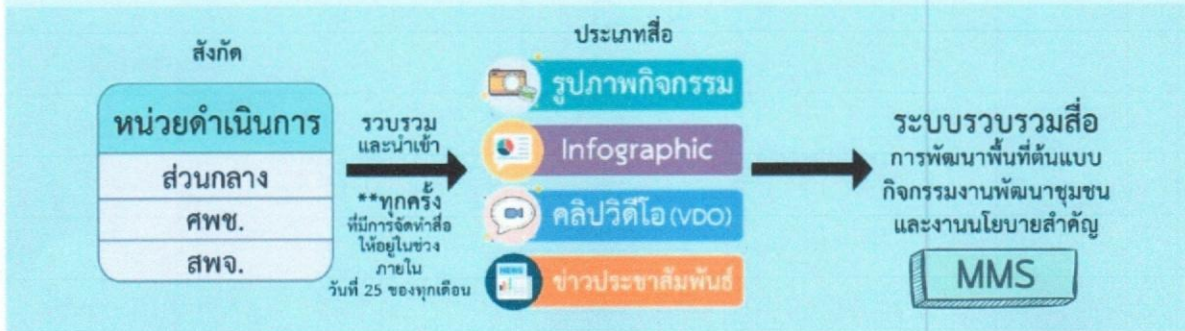 สังกัด
หน่วยดำเนินการ
ส่วนกลาง
ศพช.
สพจ.
รวบรวม
และนำเข้า
**ทุกครั้ง
ที่มีการจัดทำสื่อ
ให้อยู่ในช่วง
ภายใน
วันที่ 25 ของทุกเดือน
ประเภทสื่อ
รูปภาพกิจกรรม
Infographic
คลิปวิดีโอ (VDO)
NEWS
ข่าวประชาสัมพันธ์
ระบบรวบรวมสื่อ
การพัฒนาพื้นที่ต้นแบบ
กิจกรรมงานพัฒนาชุมชน
และงานนโยบายสำคัญ
MMS